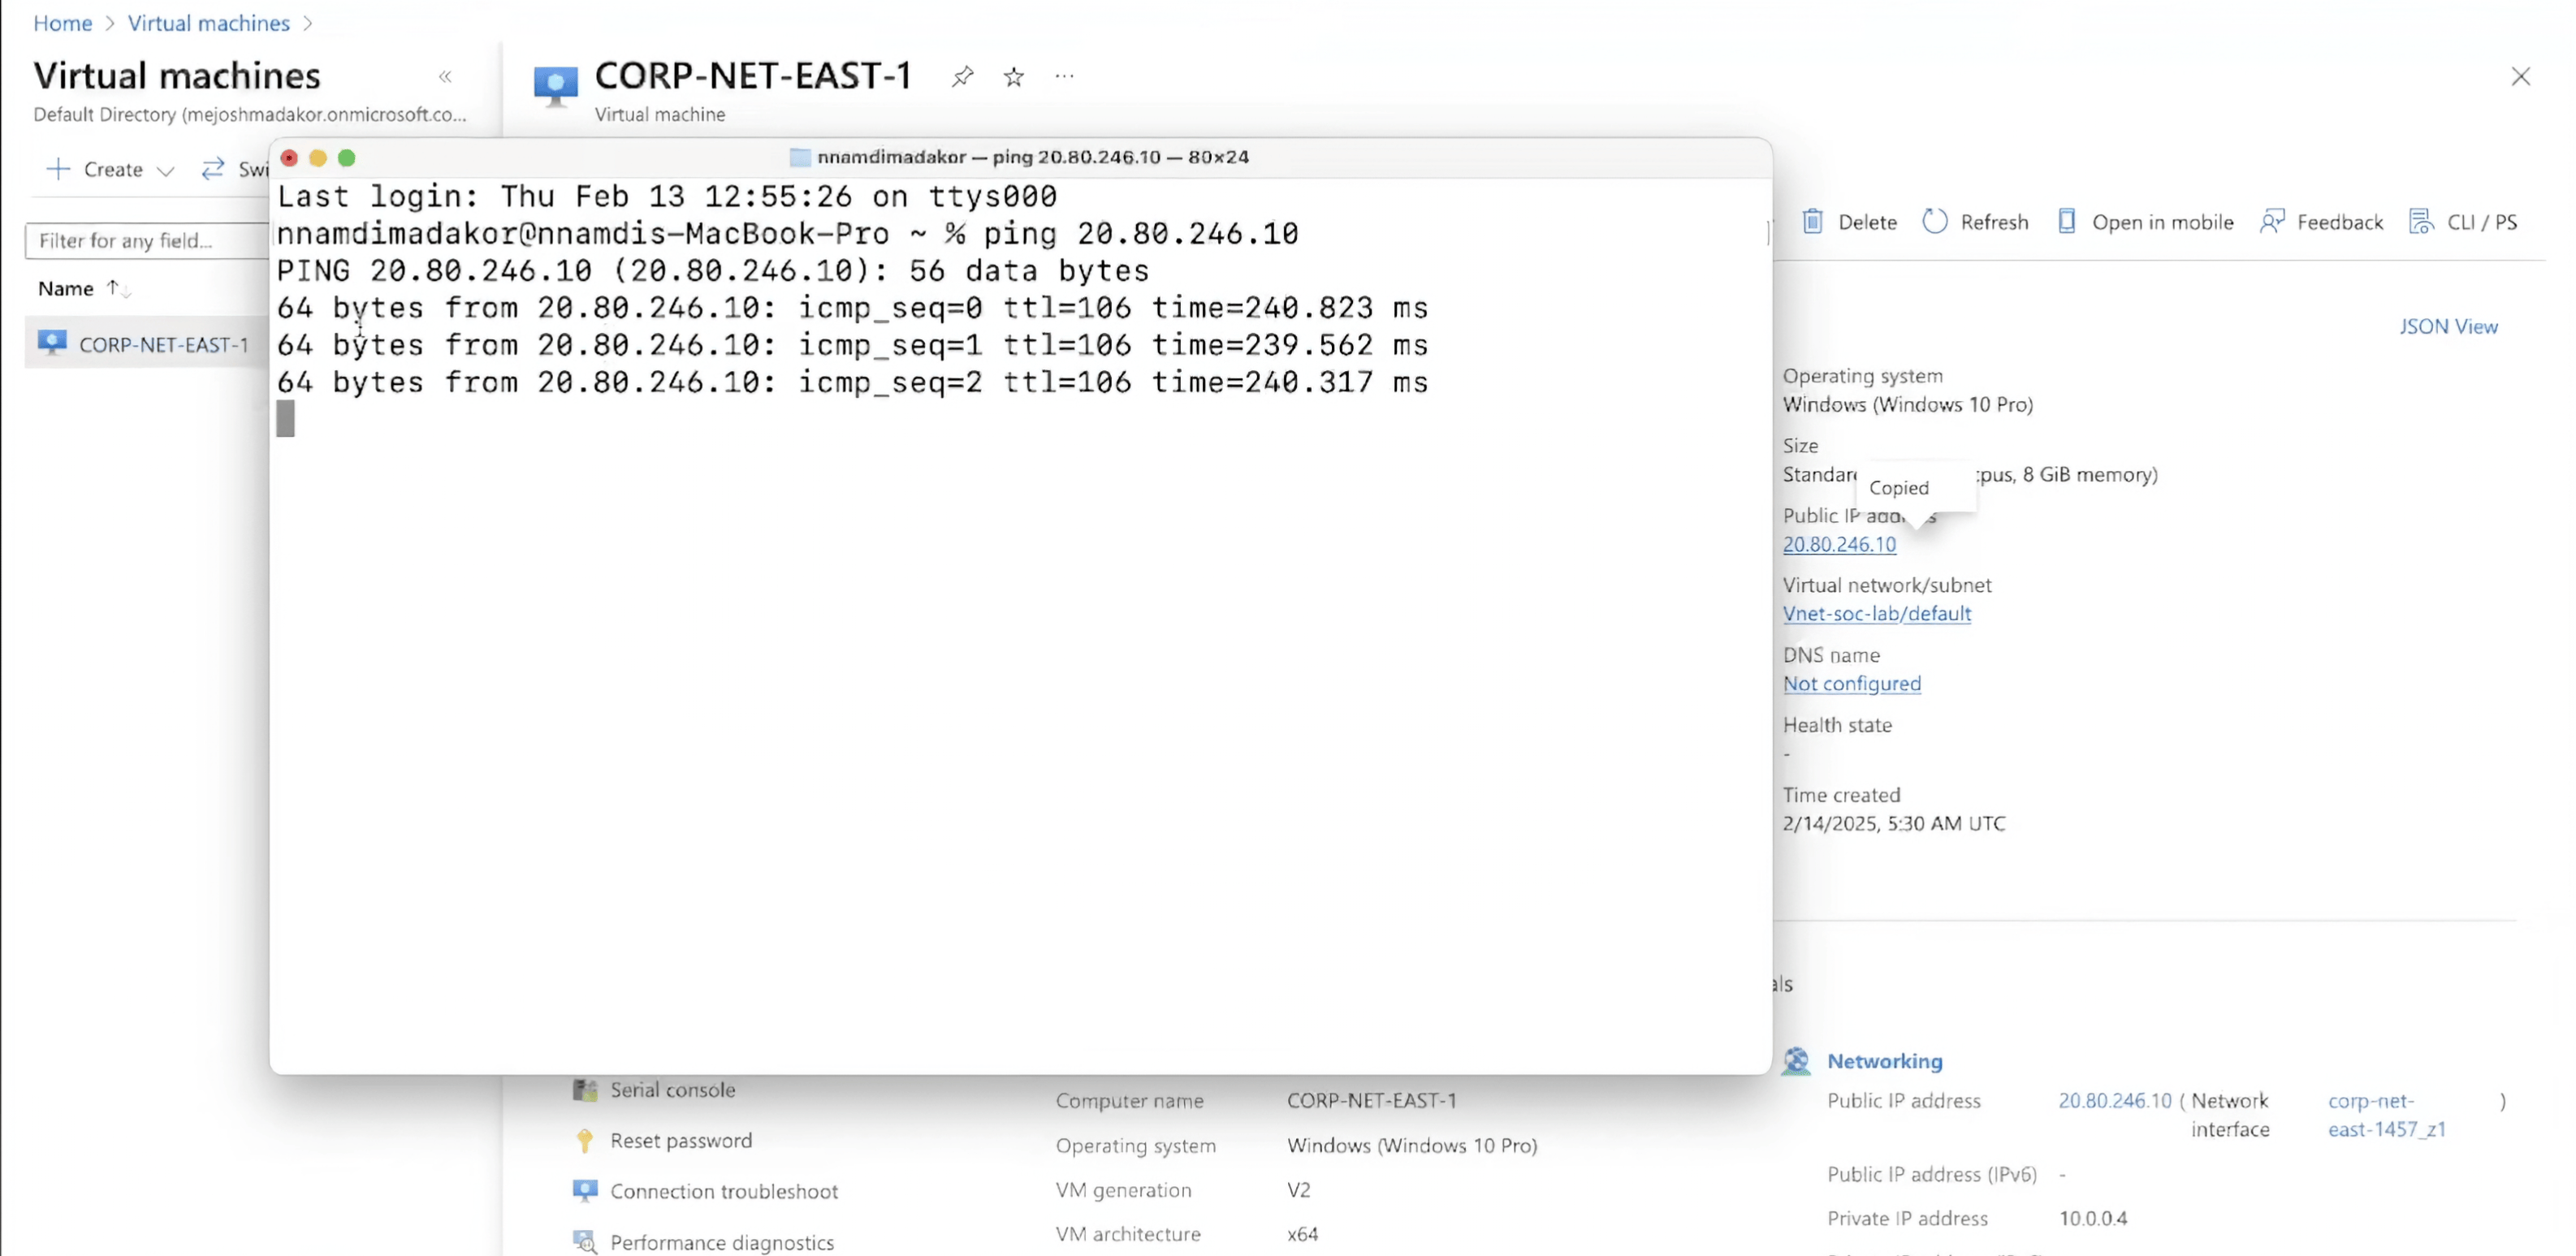 Home > Virtual machines >
Virtual machines «
Default Directory (mejoshmadakor.onmicrosoft.co...
+ Create
Filter for any field...
Name ↑↓
CORP-NET-EAST-1
CORP-NET-EAST-1 ...
Virtual machine
nnamdimadakor — ping 20.80.246.10 — 80×24
Last login: Thu Feb 13 12:55:26 on ttys000
nnamdimadakor@nnamdis-MacBook-Pro ~ % ping 20.80.246.10
PING 20.80.246.10 (20.80.246.10): 56 data bytes
64 bytes from 20.80.246.10: icmp_seq=0 ttl=106 time=240.823 ms
64 bytes from 20.80.246.10: icmp_seq=1 ttl=106 time=239.562 ms
64 bytes from 20.80.246.10: icmp_seq=2 ttl=106 time=240.317 ms
Delete Refresh Open in mobile Feedback CLI / PS
JSON View
Operating system
Windows (Windows 10 Pro)
Size
8 GiB memory)
Copied
Public IP
20.80.246.10
Virtual network/subnet
Vnet-soc-lab/default
DNS name
Not configured
Health state
-
Time created
2/14/2025, 5:30 AM UTC
Serial console
Reset password
Connection troubleshoot
Performance diagnostics
Computer name CORP-NET-EAST-1
Operating system Windows (Windows 10 Pro)
VM generation V2
VM architecture x64
Networking
Public IP address 20.80.246.10 ( Network interface corp-net-east-1457_z1 )
Public IP address (IPv6) -
Private IP address 10.0.0.4